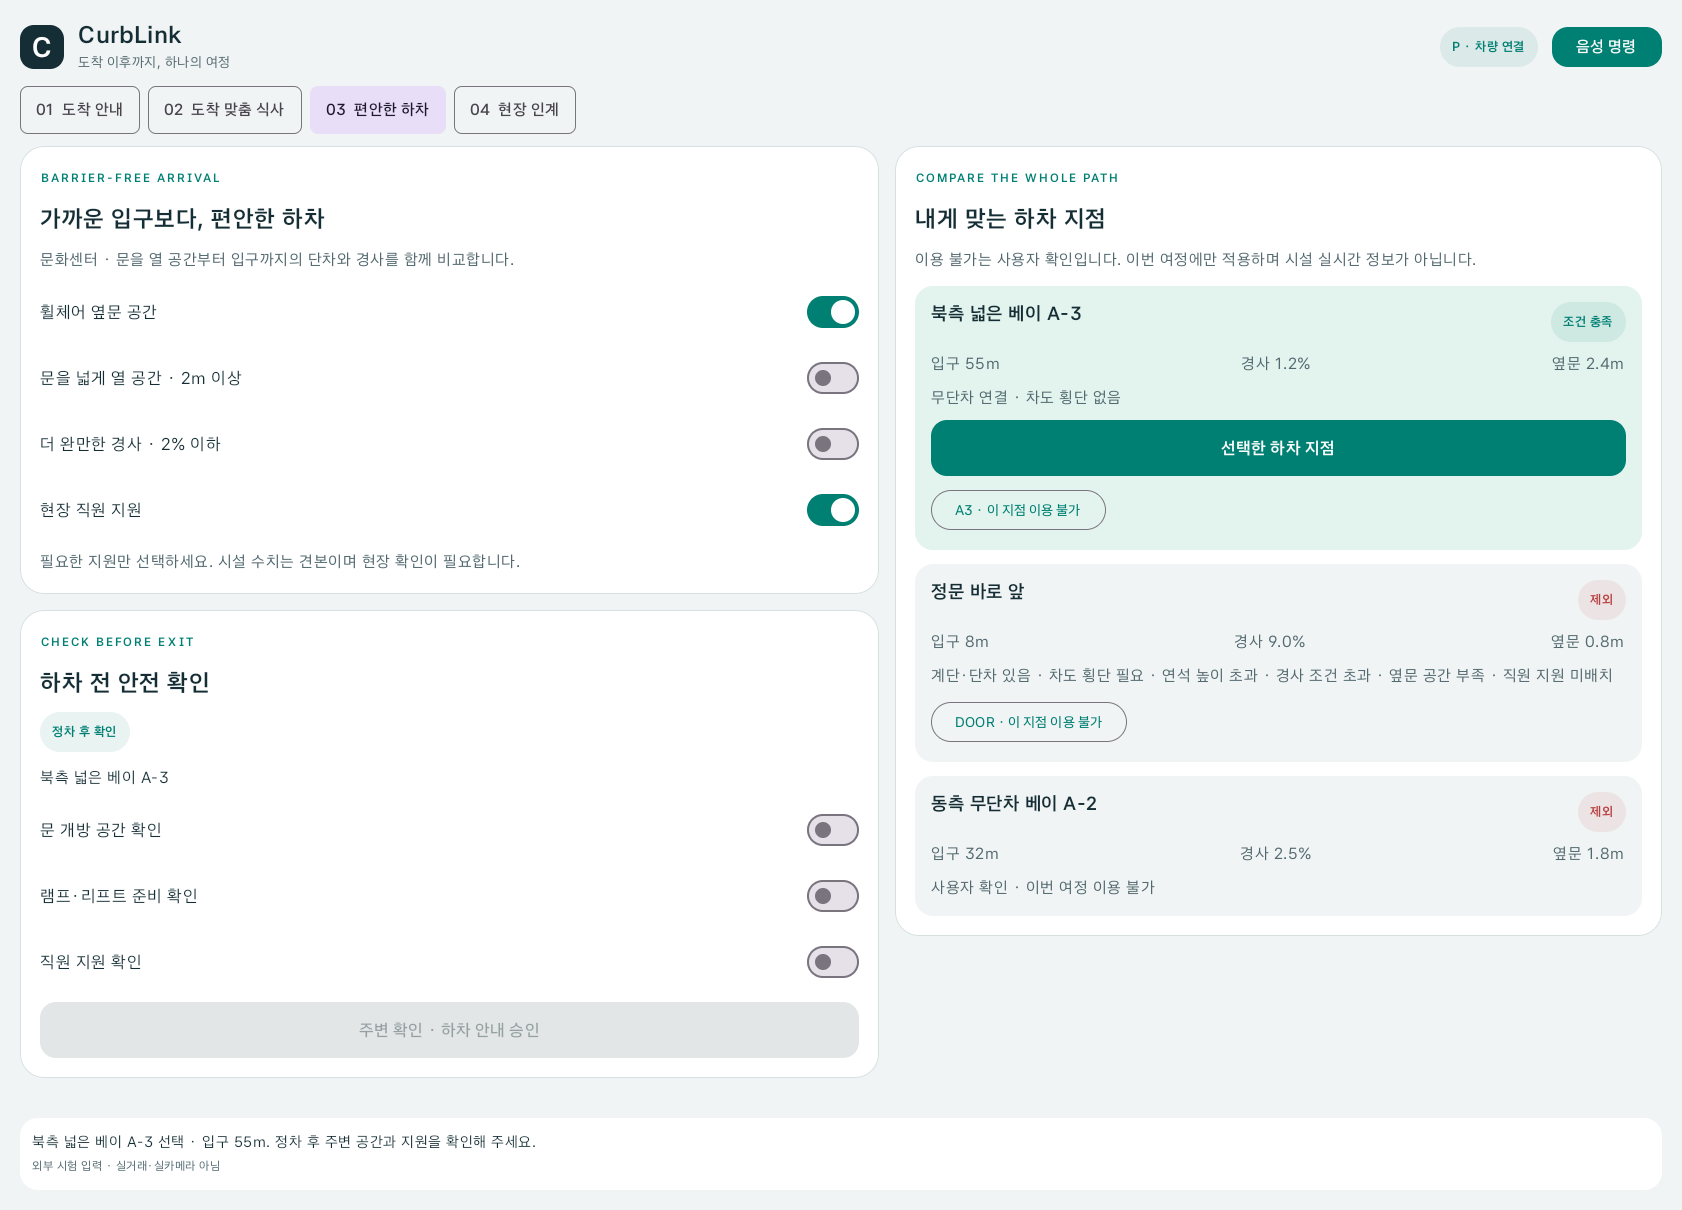 C
CurbLink
도착 이후까지, 하나의 여정
P · 차량 연결
음성 명령
01 도착 안내
02 도착 맞춤 식사
03 편안한 하차
04 현장 인계
BARRIER-FREE ARRIVAL
가까운 입구보다, 편안한 하차
문화센터 · 문을 열 공간부터 입구까지의 단차와 경사를 함께 비교합니다.
휠체어 옆문 공간
문을 넓게 열 공간 · 2m 이상
더 완만한 경사 · 2% 이하
현장 직원 지원
필요한 지원만 선택하세요. 시설 수치는 견본이며 현장 확인이 필요합니다.
CHECK BEFORE EXIT
하차 전 안전 확인
정차 후 확인
북측 넓은 베이 A-3
문 개방 공간 확인
램프·리프트 준비 확인
직원 지원 확인
주변 확인 · 하차 안내 승인
COMPARE THE WHOLE PATH
내게 맞는 하차 지점
이용 불가는 사용자 확인입니다. 이번 여정에만 적용하며 시설 실시간 정보가 아닙니다.
북측 넓은 베이 A-3
조건 충족
입구 55m
경사 1.2%
옆문 2.4m
무단차 연결 · 차도 횡단 없음
선택한 하차 지점
A3 · 이 지점 이용 불가
정문 바로 앞
제외
입구 8m
경사 9.0%
옆문 0.8m
계단·단차 있음 · 차도 횡단 필요 · 연석 높이 초과 · 경사 조건 초과 · 옆문 공간 부족 · 직원 지원 미배치
DOOR · 이 지점 이용 불가
동측 무단차 베이 A-2
제외
입구 32m
경사 2.5%
옆문 1.8m
사용자 확인 · 이번 여정 이용 불가
북측 넓은 베이 A-3 선택 · 입구 55m. 정차 후 주변 공간과 지원을 확인해 주세요.
외부 시험 입력 · 실거래·실카메라 아님